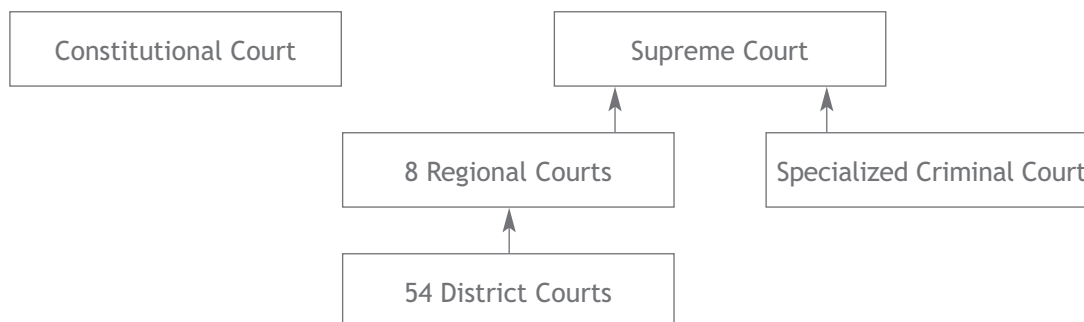 Constitutional Court
Supreme Court
8 Regional Courts
Specialized Criminal Court
54 District Courts